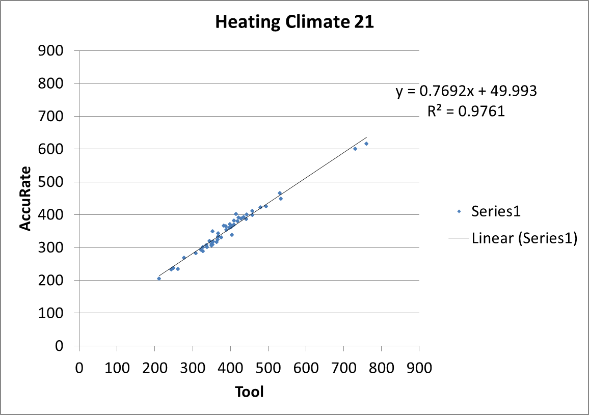 Heating Climate 21
900
800
700
600
500
400
300
200
100
0
AccuRate
y = 0.7692x + 49.993
R² = 0.9761
Series1
Linear (Series1)
0 100 200 300 400 500 600 700 800 900
Tool